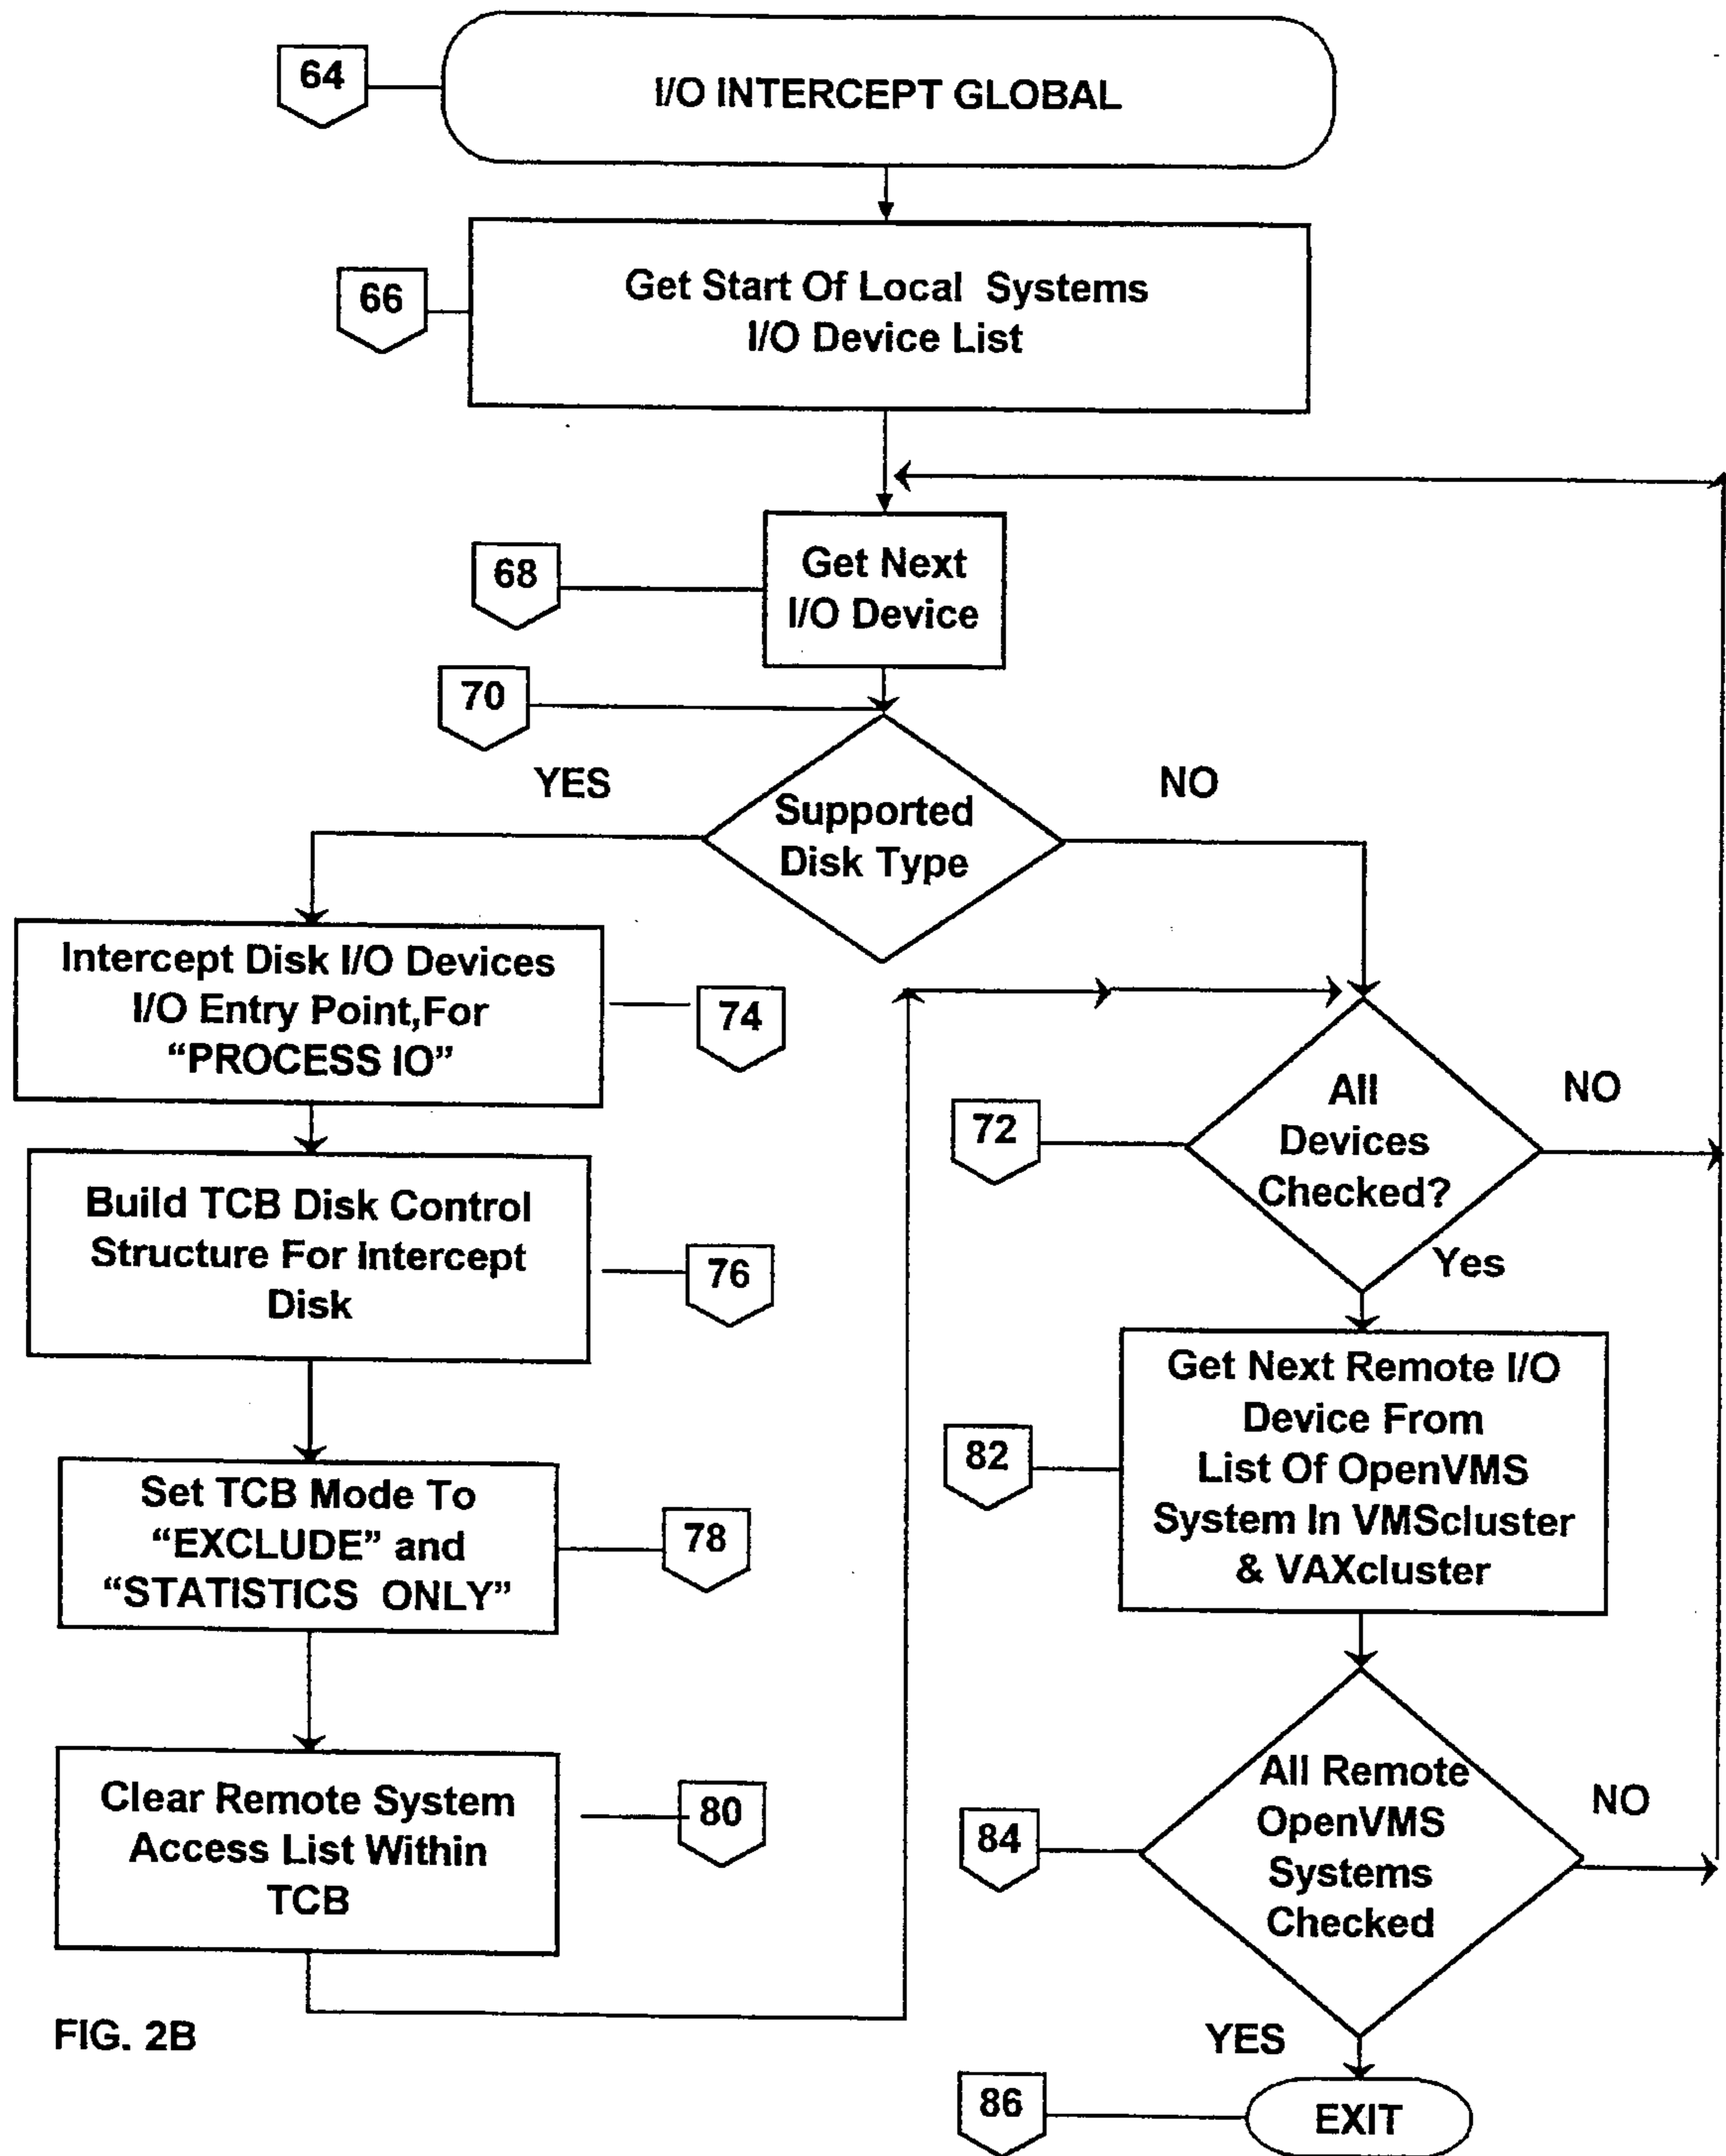 64
I/O INTERCEPT GLOBAL
66
Get Start Of Local Systems
I/O Device List
68
Get Next
I/O Device
70
YES
NO
Supported
Disk Type
Intercept Disk I/O Devices
I/O Entry Point,For
“PROCESS IO”
74
Build TCB Disk Control
Structure For Intercept
Disk
76
Set TCB Mode To
“EXCLUDE” and
“STATISTICS ONLY”
78
Clear Remote System
Access List Within
TCB
80
72
All
Devices
Checked?
NO
Yes
82
Get Next Remote I/O
Device From
List Of OpenVMS
System In VMScluster
& VAXcluster
84
All Remote
OpenVMS
Systems
Checked
NO
YES
86
EXIT
FIG. 2B